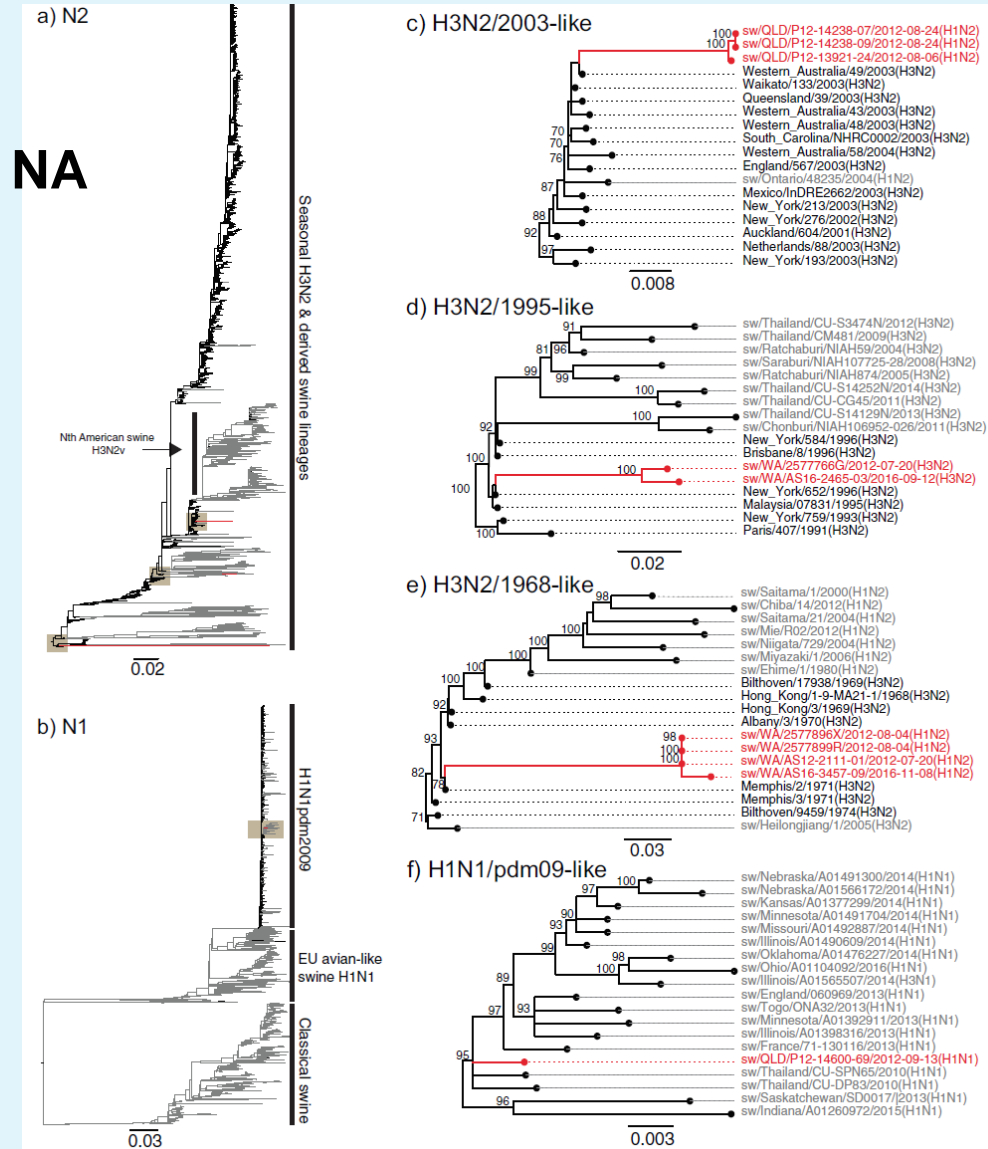 a) N2
NA
Seasonal H3N2 & derived swine lineages
Nth American swine
H3N2v
0.02
b) N1
H1N1pdm2009
EU avian-like
swine H1N1
Classical swine
0.03
c) H3N2/2003-like
100
sw/QLD/P12-14238-07/2012-08-24(H1N2)
100
sw/QLD/P12-14238-09/2012-08-24(H1N2)
sw/QLD/P12-13921-24/2012-08-06(H1N2)
Western_Australia/49/2003(H3N2)
Waikato/133/2003(H3N2)
Queensland/39/2003(H3N2)
Western_Australia/43/2003(H3N2)
70
Western_Australia/48/2003(H3N2)
70
South_Carolina/NHRC0002/2003(H3N2)
76
Western_Australia/58/2004(H3N2)
England/567/2003(H3N2)
87
sw/Ontario/48235/2004(H1N2)
Mexico/InDRE2662/2003(H3N2)
New_York/213/2003(H3N2)
88
New_York/276/2002(H3N2)
92
Auckland/604/2001(H3N2)
97
Netherlands/88/2003(H3N2)
New_York/193/2003(H3N2)
0.008
d) H3N2/1995-like
91
sw/Thailand/CU-S3474N/2012(H3N2)
sw/Thailand/CM481/2009(H3N2)
81
96
sw/Ratchaburi/NIAH59/2004(H3N2)
sw/Saraburi/NIAH107725-28/2008(H3N2)
99
99
sw/Ratchaburi/NIAH874/2005(H3N2)
100
sw/Thailand/CU-S14252N/2014(H3N2)
sw/Thailand/CU-CG45/2011(H3N2)
100
sw/Thailand/CU-S14129N/2013(H3N2)
92
sw/Chonburi/NIAH106952-026/2011(H3N2)
New_York/584/1996(H3N2)
Brisbane/8/1996(H3N2)
100
100
sw/WA/2577766G/2012-07-20(H3N2)
100
sw/WA/AS16-2465-03/2016-09-12(H3N2)
New_York/652/1996(H3N2)
Malaysia/07831/1995(H3N2)
New_York/759/1993(H3N2)
100
Paris/407/1991(H3N2)
0.02
e) H3N2/1968-like
98
sw/Saitama/1/2000(H1N2)
sw/Chiba/14/2012(H1N2)
sw/Saitama/21/2004(H1N2)
100
sw/Mie/R02/2012(H1N2)
100
sw/Niigata/729/2004(H1N2)
100
sw/Miyazaki/1/2006(H1N2)
100
sw/Ehime/1/1980(H1N2)
100
Bilthoven/17938/1969(H3N2)
Hong_Kong/1-9-MA21-1/1968(H3N2)
92
Hong_Kong/3/1969(H3N2)
Albany/3/1970(H3N2)
93
98
sw/WA/2577896X/2012-08-04(H1N2)
100
sw/WA/2577899R/2012-08-04(H1N2)
100
sw/WA/AS12-2111-01/2012-07-20(H1N2)
82
sw/WA/AS16-3457-09/2016-11-08(H1N2)
78
Memphis/2/1971(H3N2)
Memphis/3/1971(H3N2)
71
Bilthoven/9459/1974(H3N2)
sw/Heilongjiang/1/2005(H3N2)
0.03
f) H1N1/pdm09-like
100
sw/Nebraska/A01491300/2014(H1N1)
97
sw/Nebraska/A01566172/2014(H1N1)
sw/Kansas/A01377299/2014(H1N1)
90
sw/Minnesota/A01491704/2014(H1N1)
93
sw/Missouri/A01492887/2014(H1N1)
99
sw/Illinois/A01490609/2014(H1N1)
98
sw/Oklahoma/A01476227/2014(H1N1)
100
sw/Ohio/A01104092/2016(H1N1)
89
sw/Illinois/A01565507/2014(H3N1)
sw/England/060969/2013(H1N1)
97
93
sw/Togo/ONA32/2013(H1N1)
sw/Minnesota/A01392911/2013(H1N1)
sw/Illinois/A01398316/2013(H1N1)
sw/France/71-130116/2013(H1N1)
95
sw/QLD/P12-14600-69/2012-09-13(H1N1)
sw/Thailand/CU-SPN65/2010(H1N1)
sw/Thailand/CU-DP83/2010(H1N1)
96
sw/Saskatchewan/SD0017/|2013(H1N1)
sw/Indiana/A01260972/2015(H1N1)
0.003